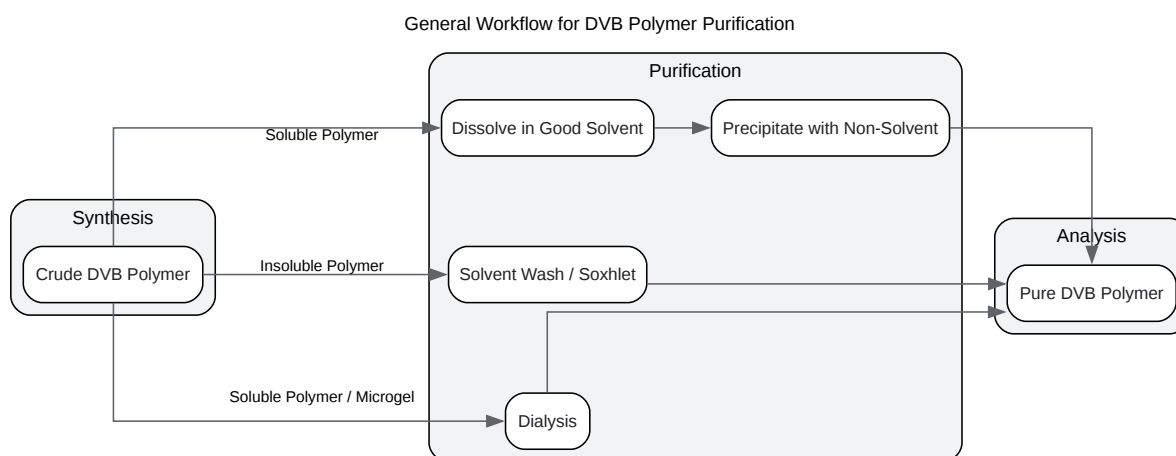 General Workflow for DVB Polymer Purification
Purification
Dissolve in Good Solvent
Precipitate with Non-Solvent
Soluble Polymer
Synthesis
Analysis
Crude DVB Polymer
Insoluble Polymer
Solvent Wash / Soxhlet
Pure DVB Polymer
Soluble Polymer / Microgel
Dialysis